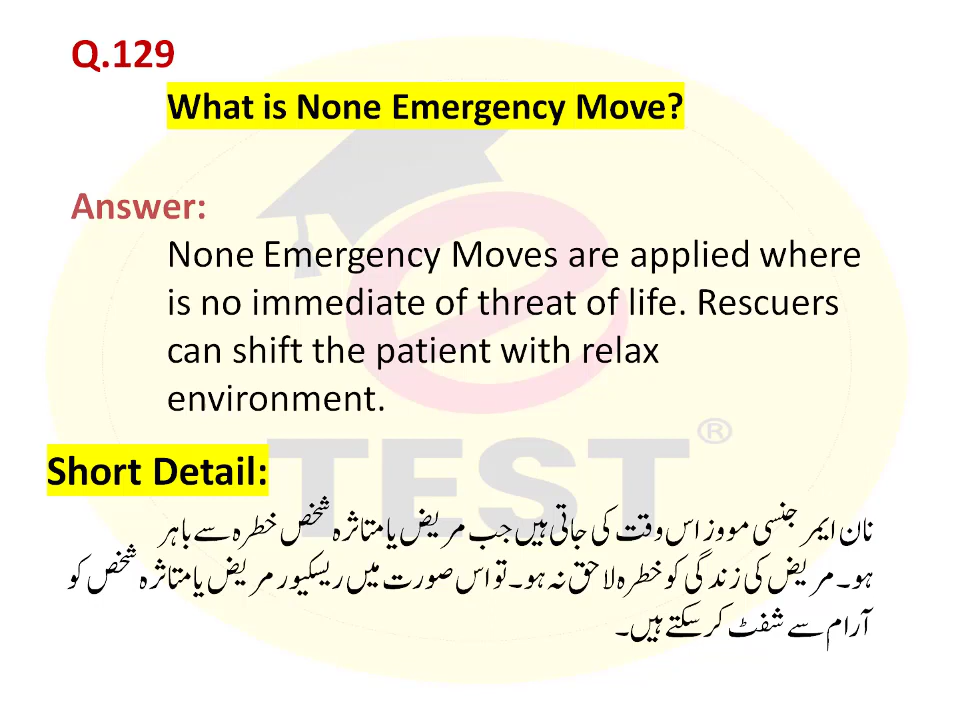 Q.129
What is None Emergency Move?
Answer:
None Emergency Moves are applied where
is no immediate of threat of life. Rescuers
can shift the patient with relax
environment.
TEST®
Short Detail:
نان ایمرجنسی مووز اس وقت کی جاتی ہیں جب مریض یا متاثرہ شخص خطرہ سے باہر
ہو۔ مریض کی زندگی کو خطرہ لاحق نہ ہو۔ تو اس صورت میں ریسکیور مریض یا متاثرہ شخص کو
آرام سے شفٹ کر سکتے ہیں۔